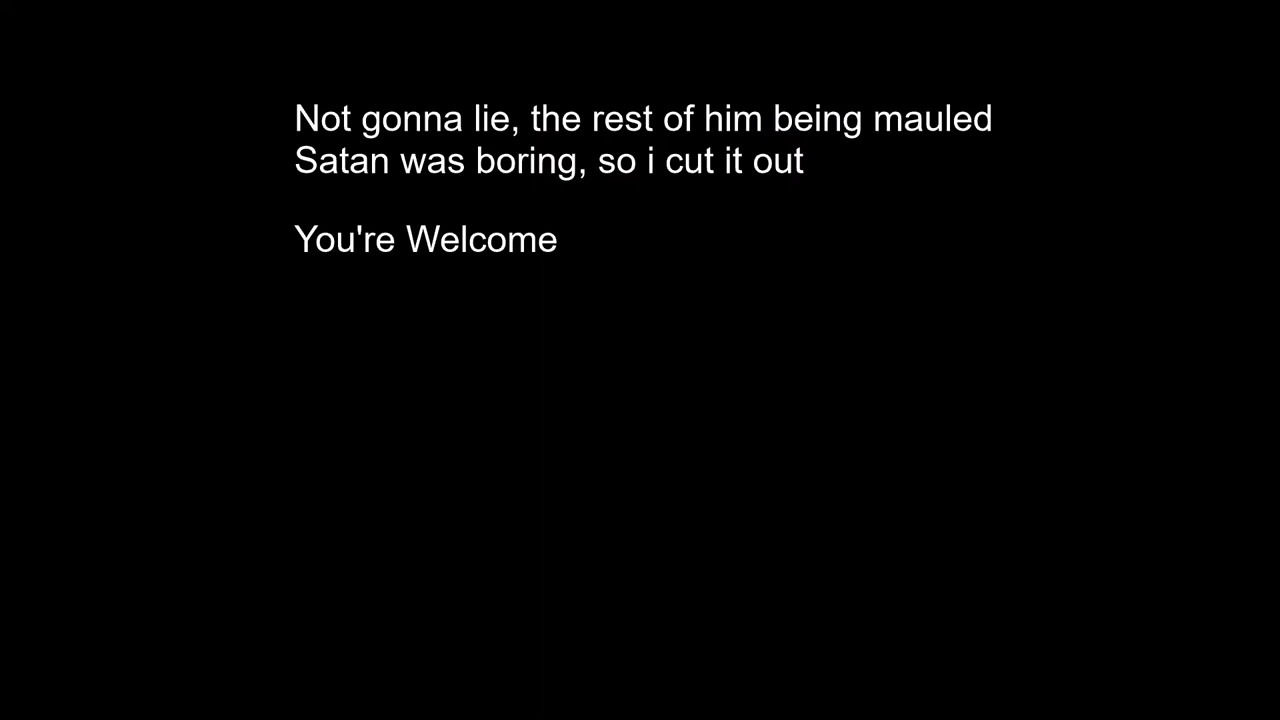 Not gonna lie, the rest of him being mauled
Satan was boring, so i cut it out
You're Welcome